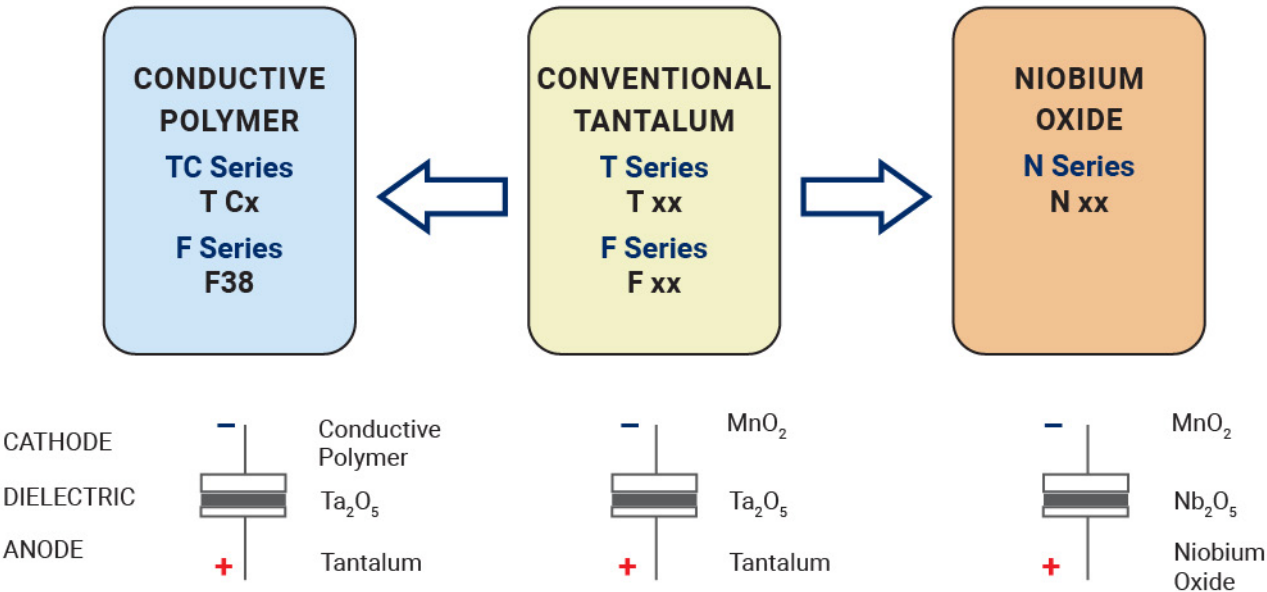 CONDUCTIVE
POLYMER
TC Series
T Cx
F Series
F38
CONVENTIONAL
TANTALUM
T Series
T xx
F Series
F xx
NIOBIUM
OXIDE
N Series
N xx
CATHODE
DIELECTRIC
ANODE
−
Conductive
Polymer
Ta₂O₅
+
Tantalum
−
MnO₂
Ta₂O₅
+
Tantalum
−
MnO₂
Nb₂O₅
+
Niobium
Oxide